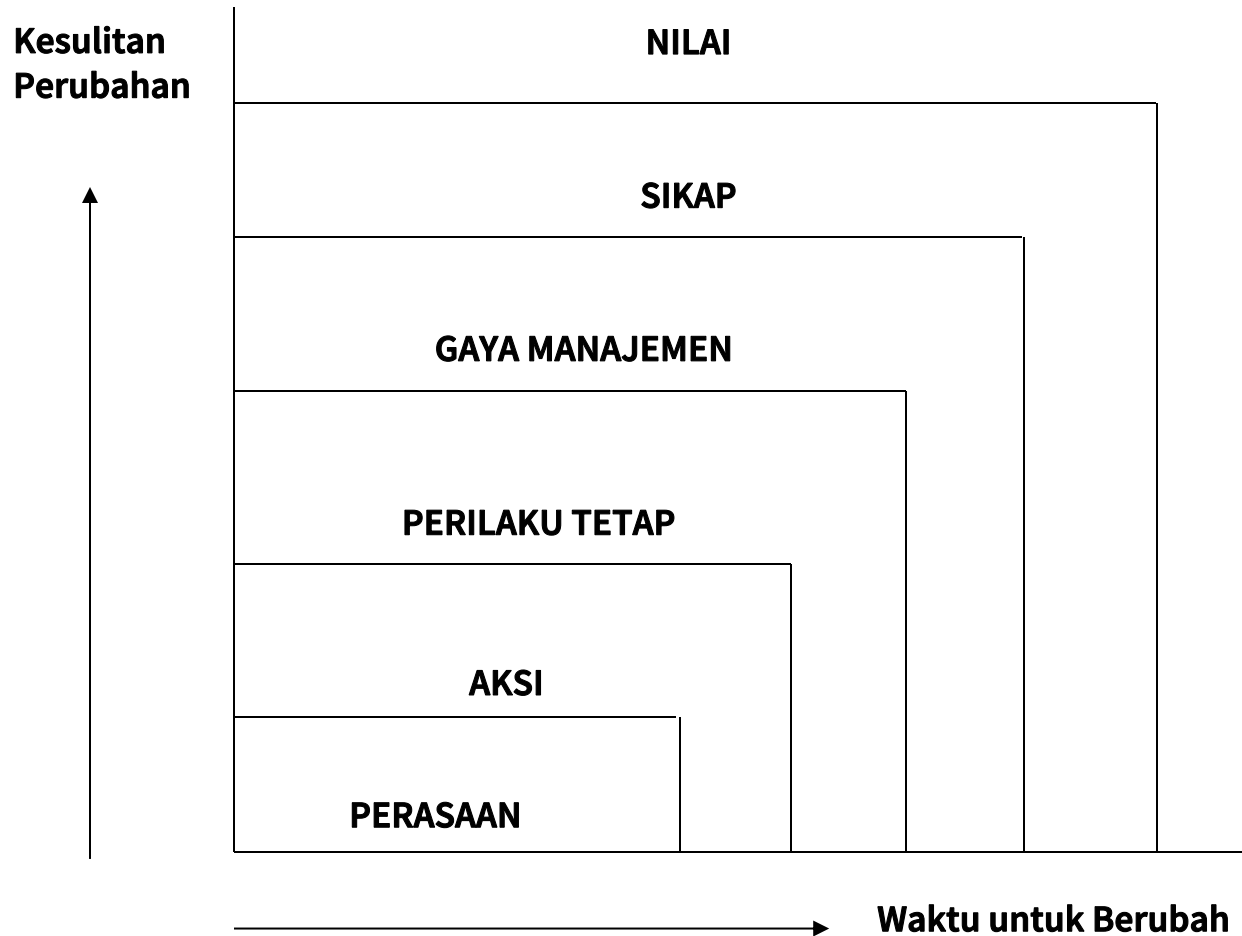 Kesulitan
Perubahan
NILAI
SIKAP
GAYA MANAJEMEN
PERILAKU TETAP
AKSI
PERASAAN
Waktu untuk Berubah